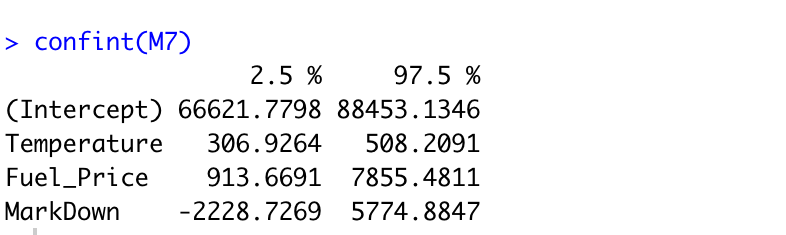 > confint(M7)
2.5 % 97.5 %
(Intercept) 66621.7798 88453.1346
Temperature 306.9264 508.2091
Fuel_Price 913.6691 7855.4811
MarkDown -2228.7269 5774.8847